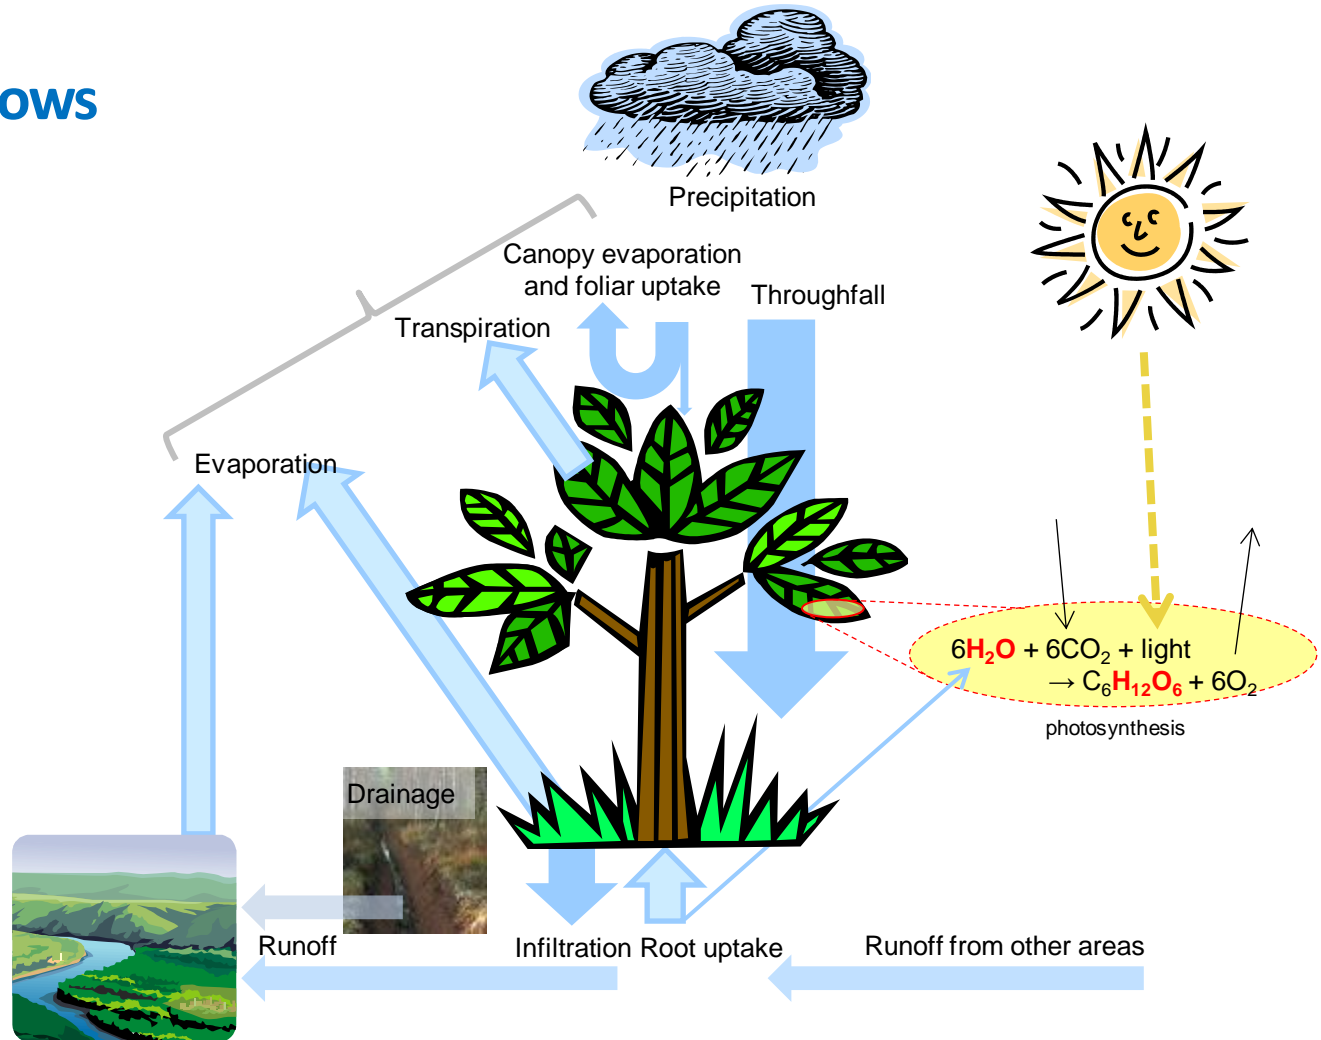 ows
Precipitation
Canopy evaporation
and foliar uptake
Throughfall
Transpiration
Evaporation
6H₂O + 6CO₂ + light
→ C₆H₁₂O₆ + 6O₂
photosynthesis
Drainage
Runoff
Infiltration Root uptake
Runoff from other areas